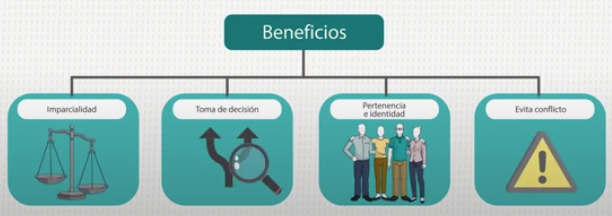 Beneficios
Imparcialidad
Toma de decisión
Pertenencia
e identidad
Evita conflicto